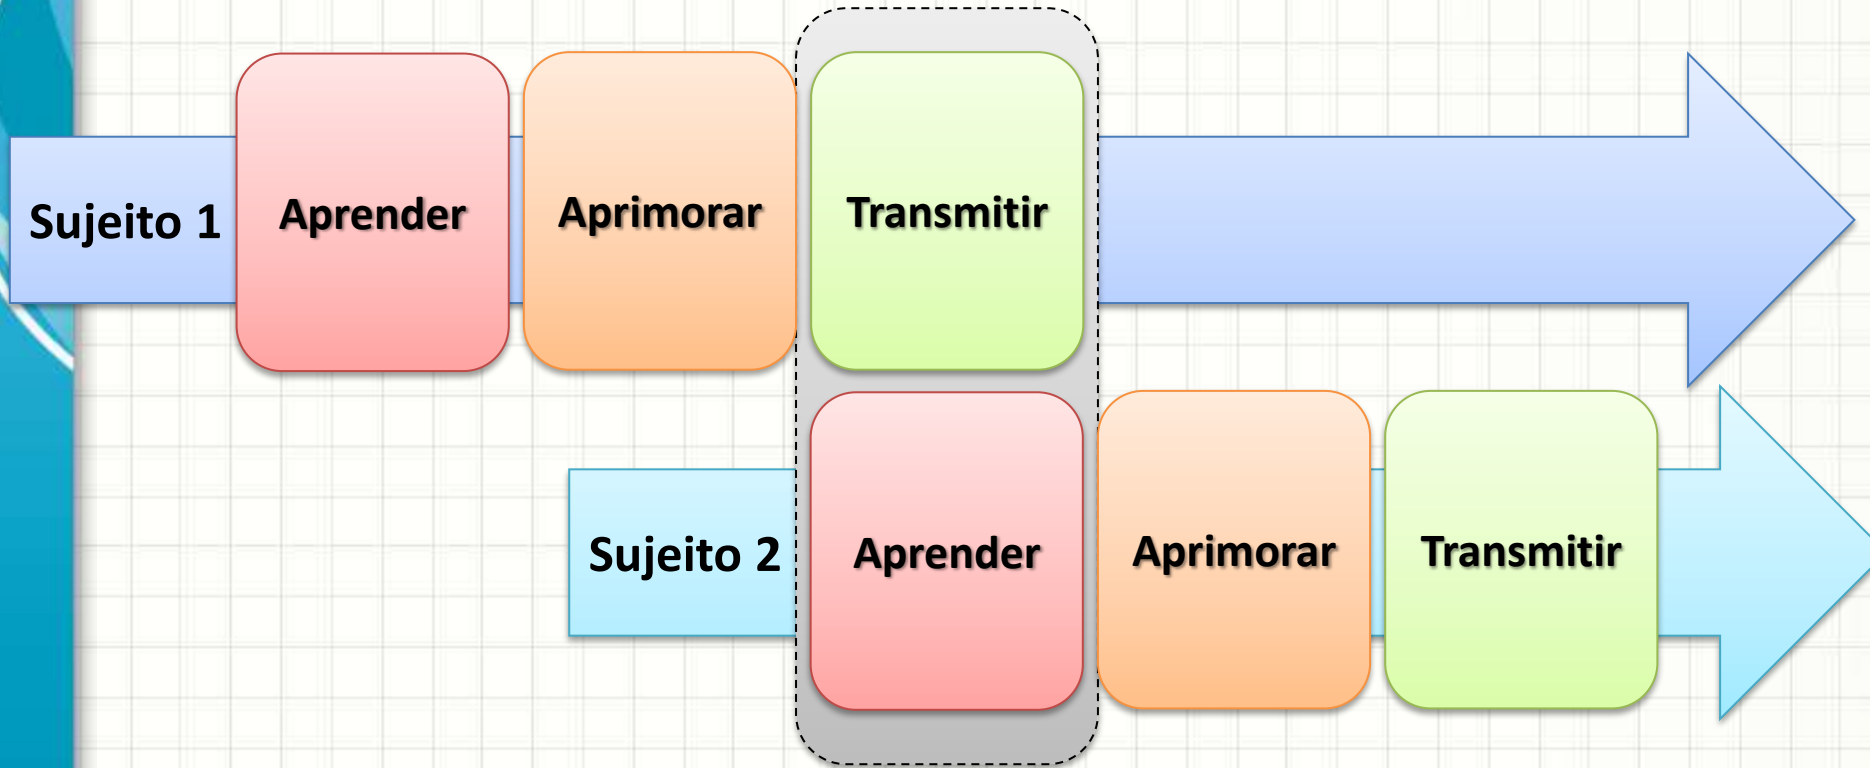 Sujeito 1
Aprender
Aprimorar
Transmitir
Sujeito 2
Aprender
Aprimorar
Transmitir